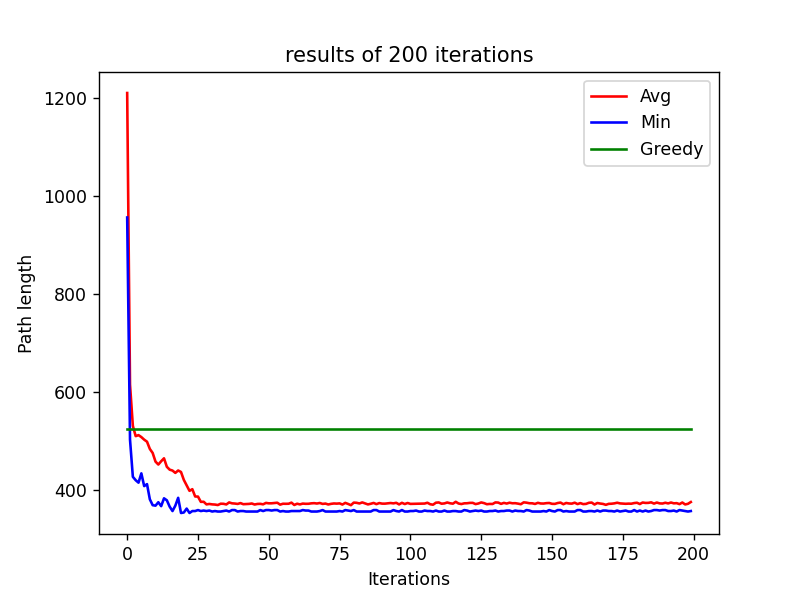 results of 200 iterations
Avg
Min
Greedy
1200
1000
800
600
400
Path length
0 25 50 75 100 125 150 175 200
Iterations